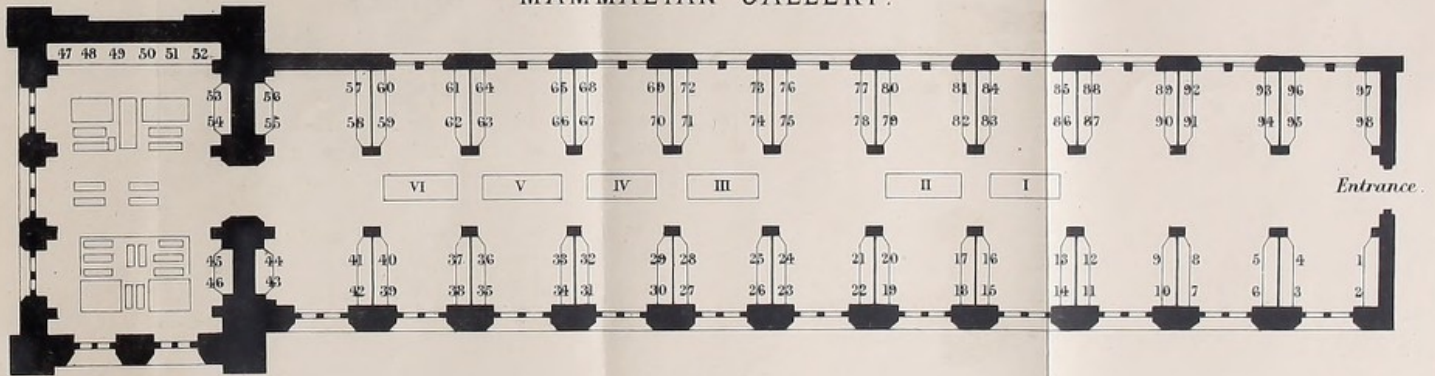 MAMMALIAN GALLERY.
47 48 49 50 51 52
53 56 57 60 61 64 65 68 69 72 73 76 77 80 81 84 85 88 89 92 93 96 97
54 55 58 59 62 63 66 67 70 71 74 75 78 79 82 83 86 87 90 91 94 95 98
VI V IV III II I Entrance.
45 44 41 40 37 36 33 32 29 28 25 24 21 20 17 16 13 12 9 8 5 4 1
46 43 42 39 38 35 34 31 30 27 26 23 22 19 18 15 14 11 10 7 6 3 2